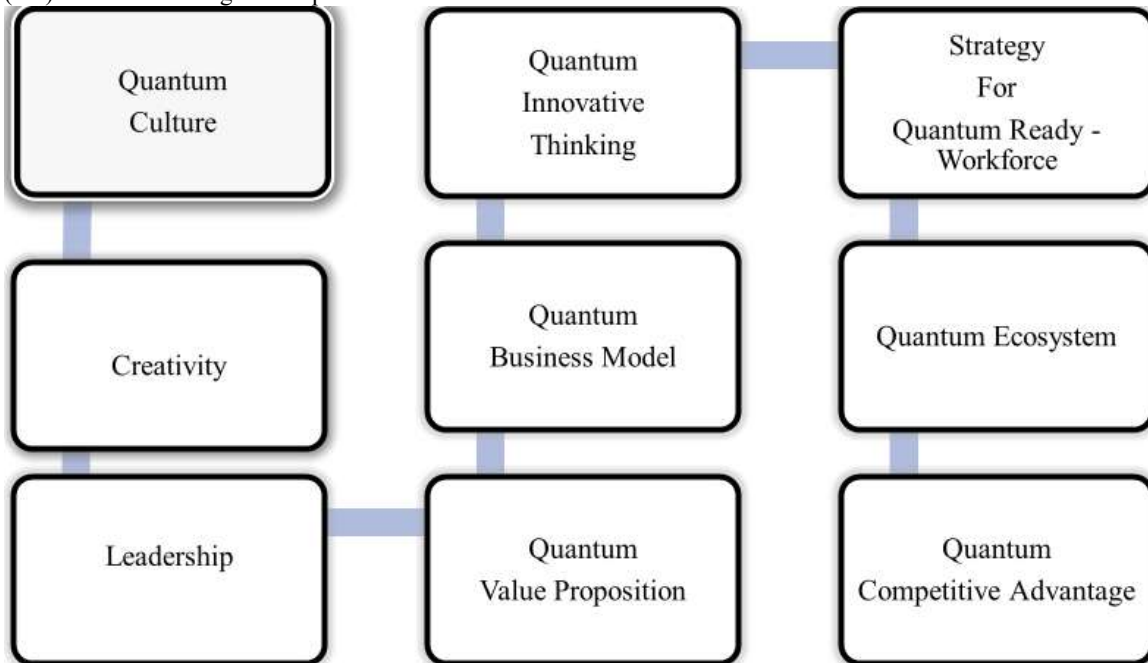 Quantum
Culture
Creativity
Leadership
Quantum
Value Proposition
Quantum
Business Model
Quantum
Innovative
Thinking
Strategy
For
Quantum Ready -
Workforce
Quantum Ecosystem
Quantum
Competitive Advantage